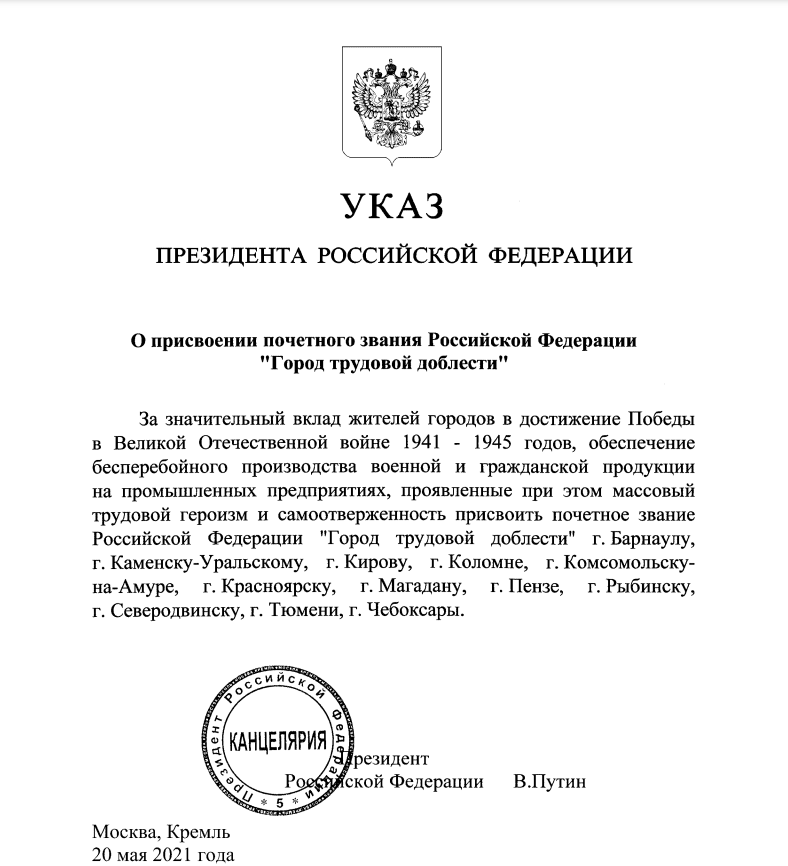 УКАЗ
ПРЕЗИДЕНТА РОССИЙСКОЙ ФЕДЕРАЦИИ
О присвоении почетного звания Российской Федерации
"Город трудовой доблести"
За значительный вклад жителей городов в достижение Победы
в Великой Отечественной войне 1941 - 1945 годов, обеспечение
бесперебойного производства военной и гражданской продукции
на промышленных предприятиях, проявленные при этом массовый
трудовой героизм и самоотверженность присвоить почетное звание
Российской Федерации "Город трудовой доблести" г. Барнаулу,
г. Каменску-Уральскому, г. Кирову, г. Коломне, г. Комсомольску-
на-Амуре, г. Красноярску, г. Магадану, г. Пензе, г. Рыбинску,
г. Северодвинску, г. Тюмени, г. Чебоксары.
Президент Российской Федерации
КАНЦЕЛЯРИЯ
* 5 *
Президент
Российской Федерации В.Путин
Москва, Кремль
20 мая 2021 года